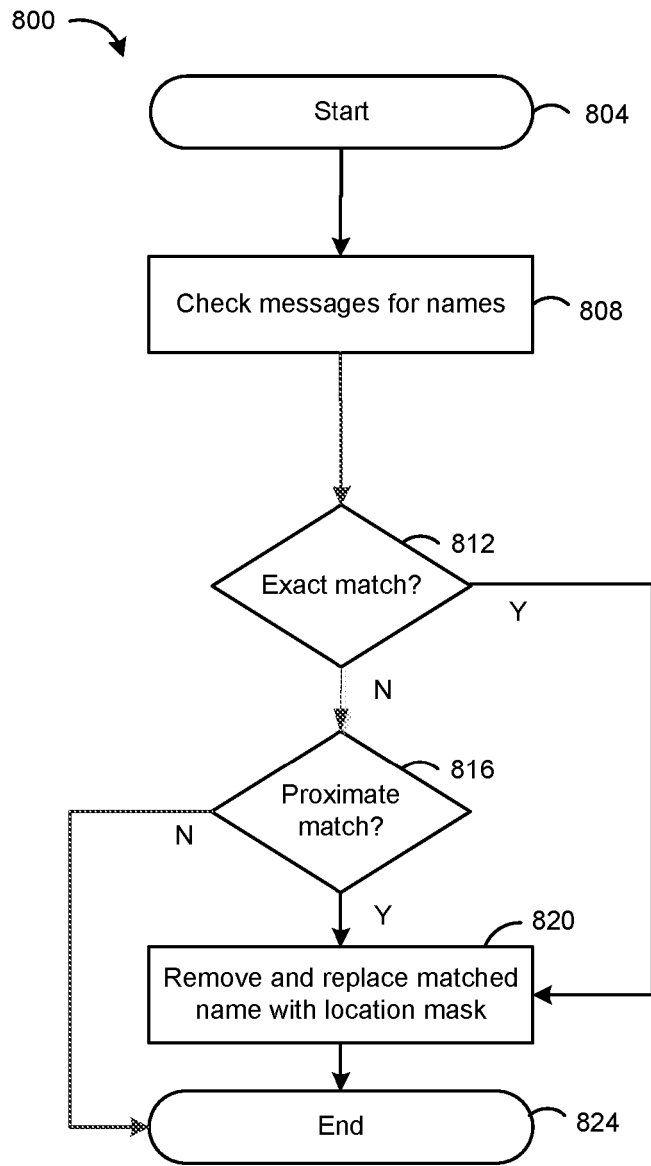 800
Start
804
Check messages for names
808
812
Exact match?
Y
N
816
Proximate
match?
N
Y
820
Remove and replace matched
name with location mask
End
824